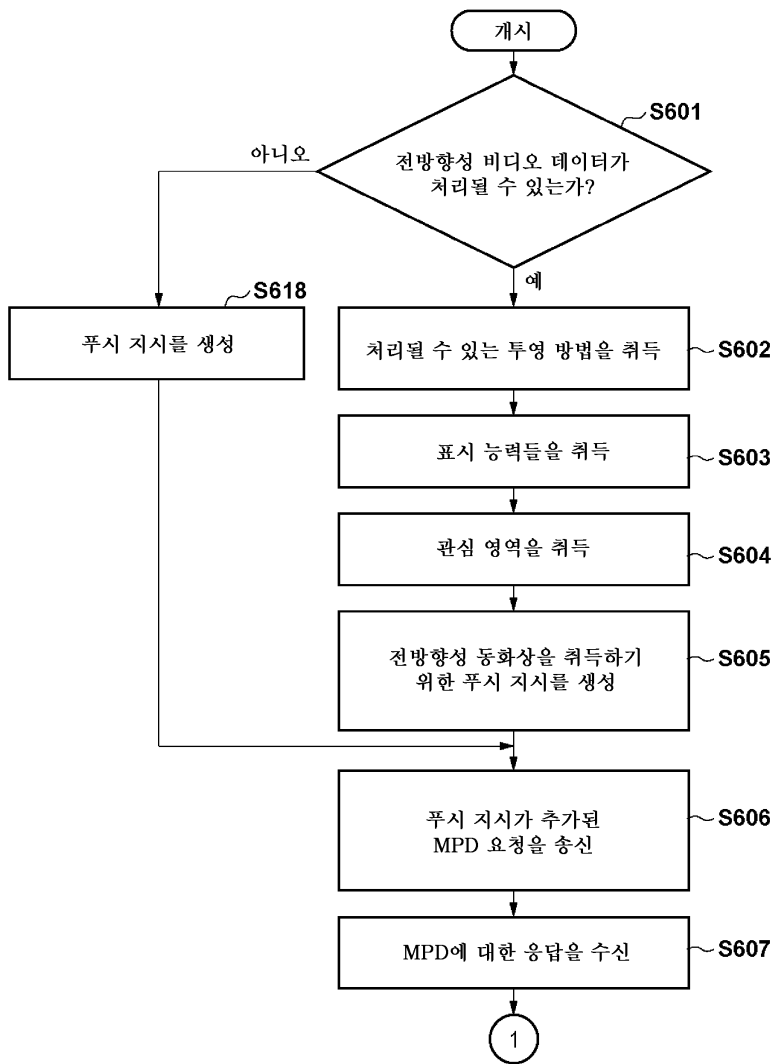 개시
S601
전방향성 비디오 데이터가
처리될 수 있는가?
아니오
예
S618
푸시 지시를 생성
처리될 수 있는 투영 방법을 취득
S602
표시 능력들을 취득
S603
관심 영역을 취득
S604
전방향성 동화상을 취득하기
위한 푸시 지시를 생성
S605
푸시 지시가 추가된
MPD 요청을 송신
S606
MPD에 대한 응답을 수신
S607
1